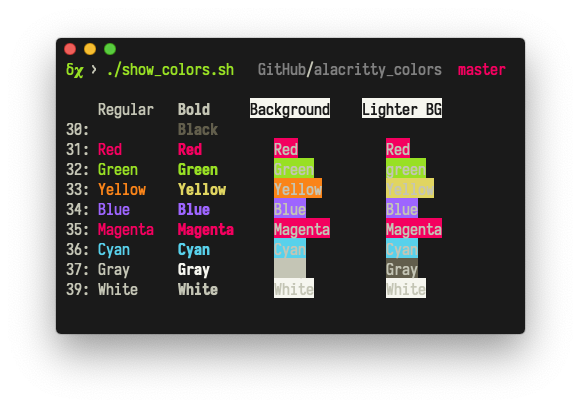 δχ › ./show_colors.sh GitHub/alacritty_colors master
Regular Bold Background Lighter BG
30: Black
31: Red Red Red Red
32: Green Green Green green
33: Yellow Yellow Yellow Yellow
34: Blue Blue Blue Blue
35: Magenta Magenta Magenta Magenta
36: Cyan Cyan Cyan Cyan
37: Gray Gray Gray
39: White White White White